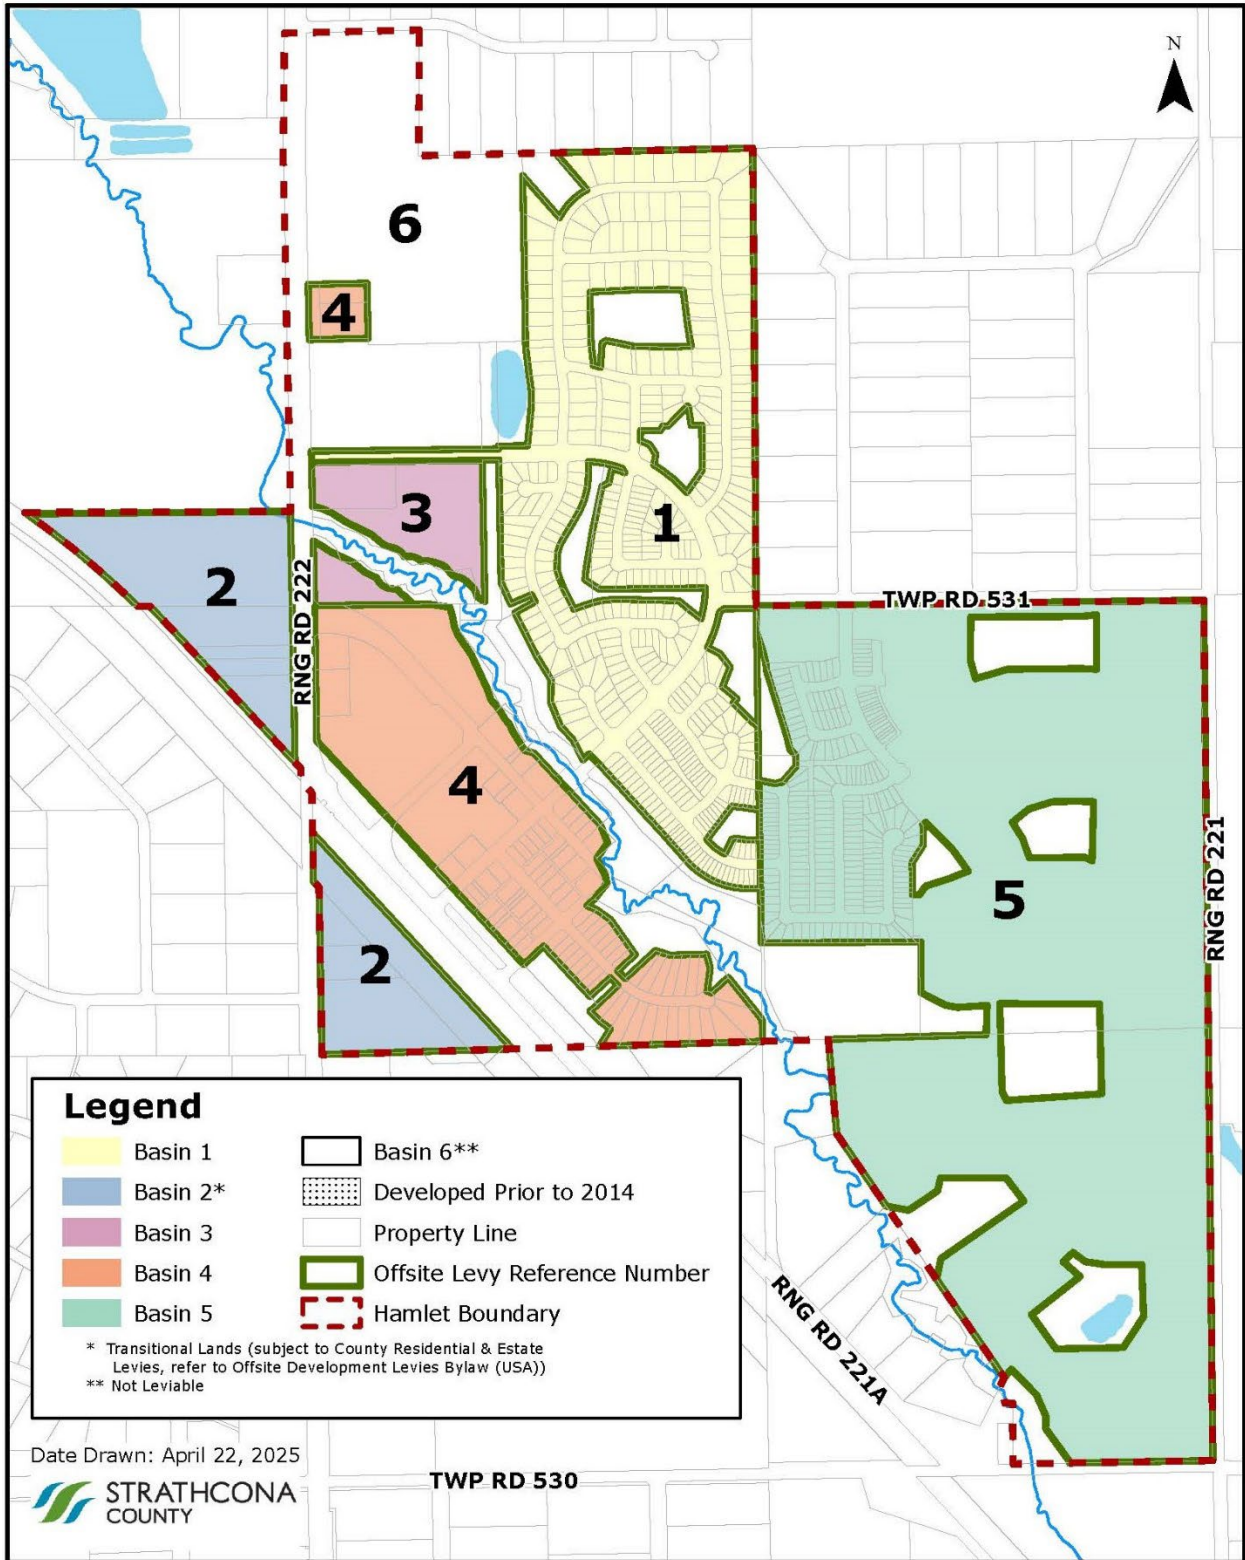 N
6
4
3
1
2
RNG RD 222
TWP RD 531
4
5
RNG RD 221
2
Legend
Basin 1
Basin 2*
Basin 3
Basin 4
Basin 5
Basin 6**
Developed Prior to 2014
Property Line
Offsite Levy Reference Number
Hamlet Boundary
* Transitional Lands (subject to County Residential & Estate
Levies, refer to Offsite Development Levies Bylaw (USA))
** Not Leviable
RNG RD 221A
Date Drawn: April 22, 2025
STRATHCONA
COUNTY
TWP RD 530